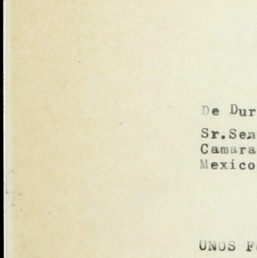 De Dur
Sr.Sen
Camara
Mexico
UNOS F